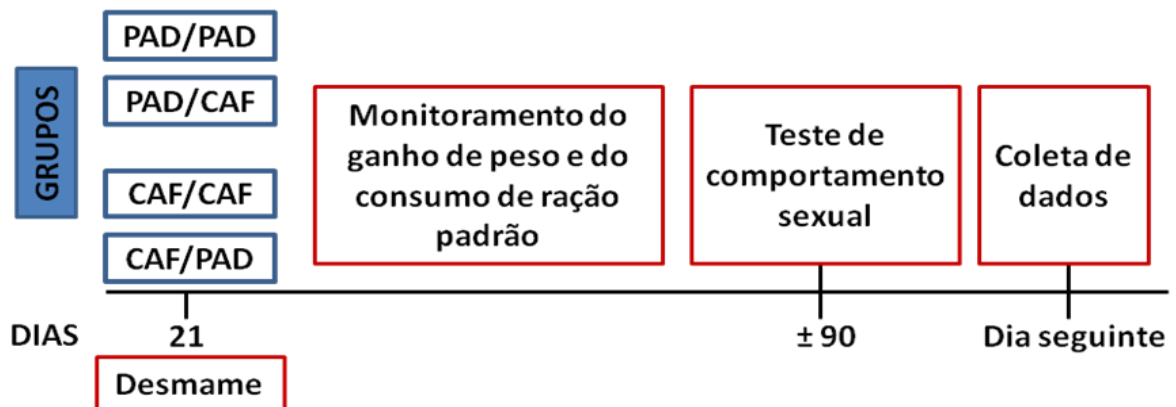 GRUPOS
PAD/PAD
PAD/CAF
CAF/CAF
CAF/PAD
Monitoramento do
ganho de peso e do
consumo de ração
padrão
Teste de
comportamento
sexual
Coleta de
dados
DIAS
21
± 90
Dia seguinte
Desmame